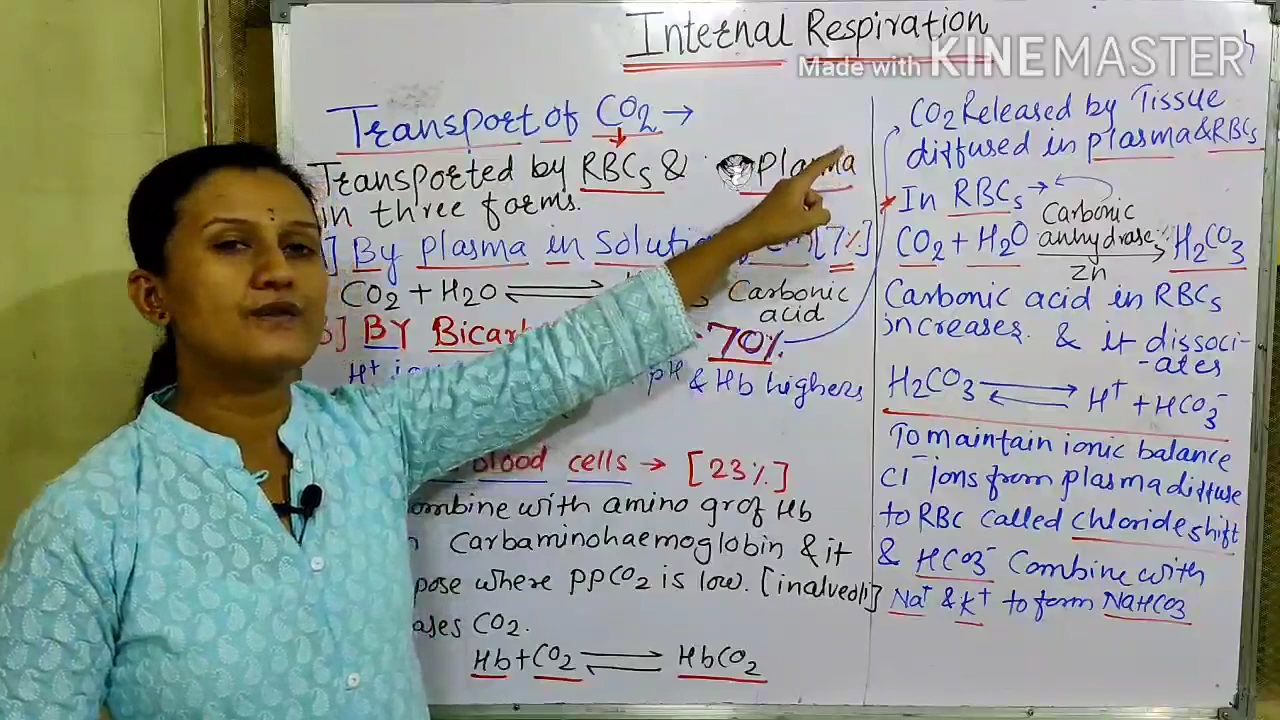 Internal Respiration
Made with KINEMASTER
Transport of CO2 →
Transported by RBCs & Plasma
in three forms.
] By plasma in solution [7%]
CO2 + H2O ⇌ Carbonic
acid
] BY Bicarb 70%
H+ pH & Hb highers
blood cells → [23%]
ombine with amino gr of Hb
Carbaminohaemoglobin & it
pose where ppCO2 is low. [inalveoli]
ases CO2.
Hb + CO2 ⇌ HbCO2
CO2 Released by Tissue
diffused in plasma & RBCs
* In RBCs →
Carbonic
CO2 + H2O anhydrase → H2CO3
Zn
Carbonic acid in RBCs
increases. & it dissoci-
-ates
H2CO3 ⇌ H+ + HCO3-
To maintain ionic balance
Cl- ions from plasma diffuse
to RBC called chloride shift
& HCO3- Combine with
Na+ & K+ to form NaHCO3